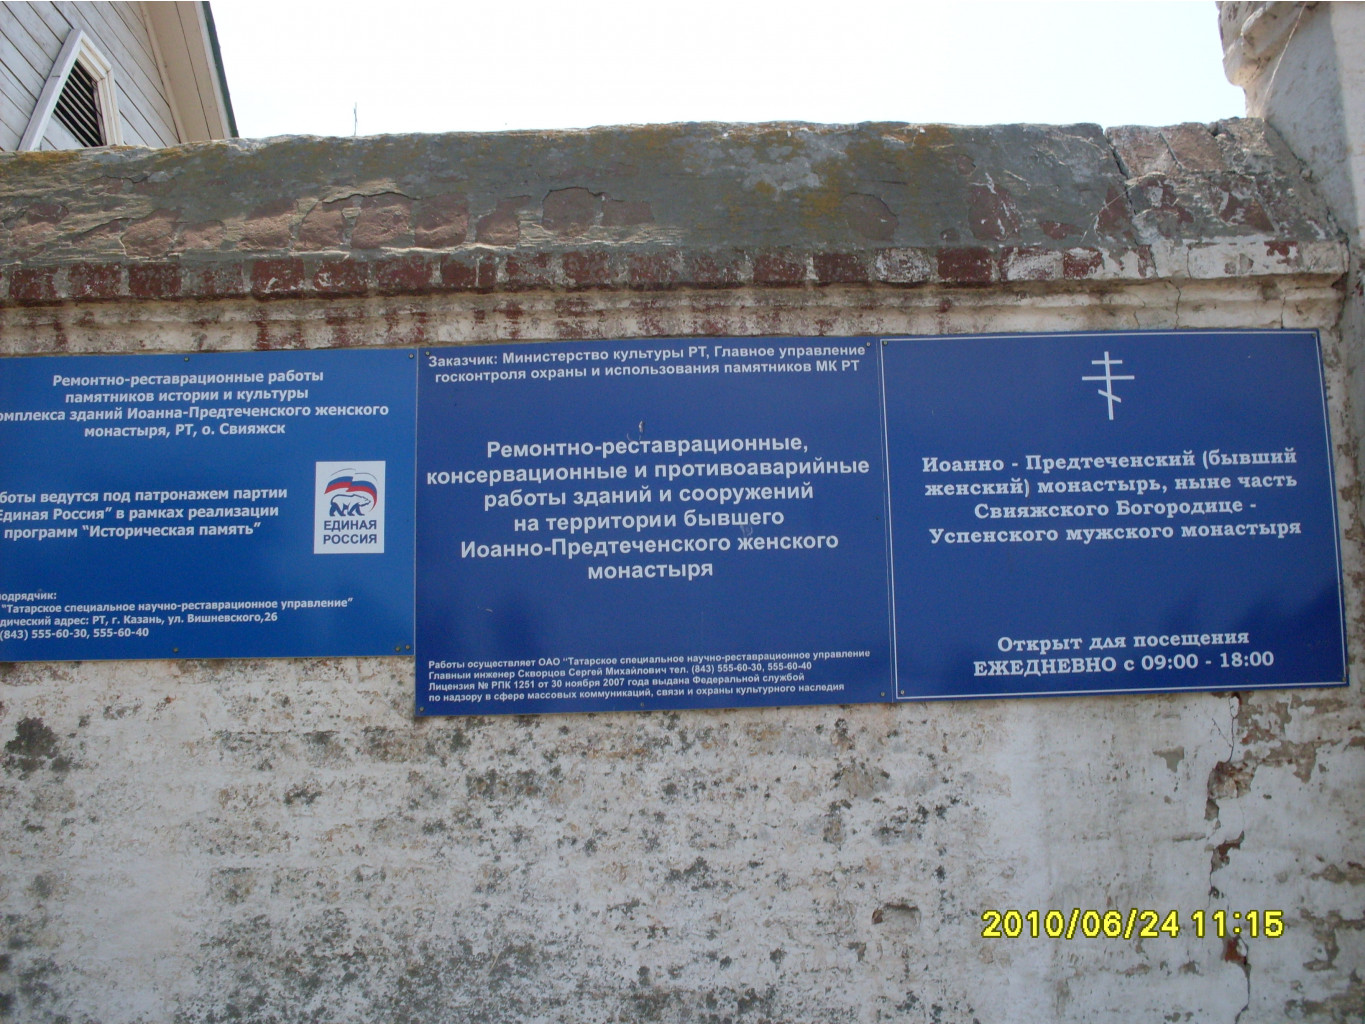 Ремонтно-реставрационные работы
памятников истории и культуры
омплекса зданий Иоанна-Предтеченского женского
монастыря, РТ, о. Свияжск
боты ведутся под патронажем партии
Единая Россия" в рамках реализации
программ "Историческая память"
ЕДИНАЯ
РОССИЯ
подрядчик:
"Татарское специальное научно-реставрационное управление"
дический адрес: РТ, г. Казань, ул. Вишневского,26
(843) 555-60-30, 555-60-40
Заказчик: Министерство культуры РТ, Главное управление
госконтроля охраны и использования памятников МК РТ
Ремонтно-реставрационные,
консервационные и противоаварийные
работы зданий и сооружений
на территории бывшего
Иоанно-Предтеченского женского
монастыря
Работы осуществляет ОАО "Татарское специальное научно-реставрационное управление
Главныи инженер Скворцов Сергей Михайлович тел. (843) 555-60-30, 555-60-40
Лицензия № РПК 1251 от 30 ноября 2007 года выдана Федеральной службой
по надзору в сфере массовых коммуникаций, связи и охраны культурного наследия
Иоанно - Предтеченский (бывший
женский) монастырь, ныне часть
Свияжского Богородице -
Успенского мужского монастыря
Открыт для посещения
ЕЖЕДНЕВНО с 09:00 - 18:00
2010/06/24 11:15